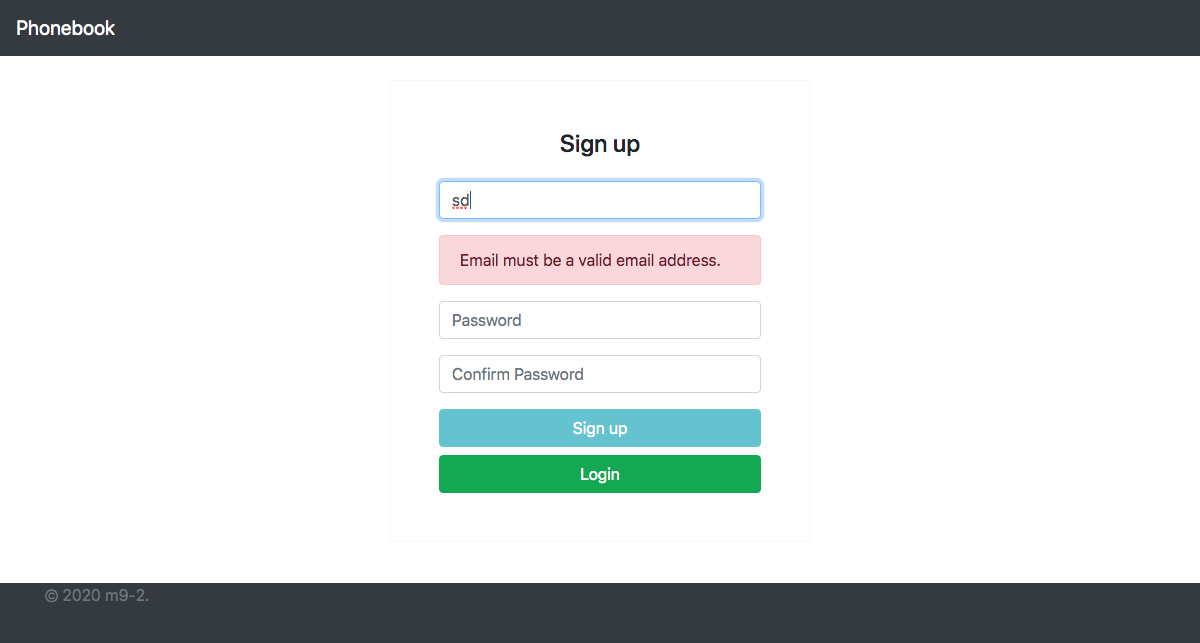 Phonebook
Sign up
sd
Email must be a valid email address.
Password
Confirm Password
Sign up
Login
© 2020 m9-2.